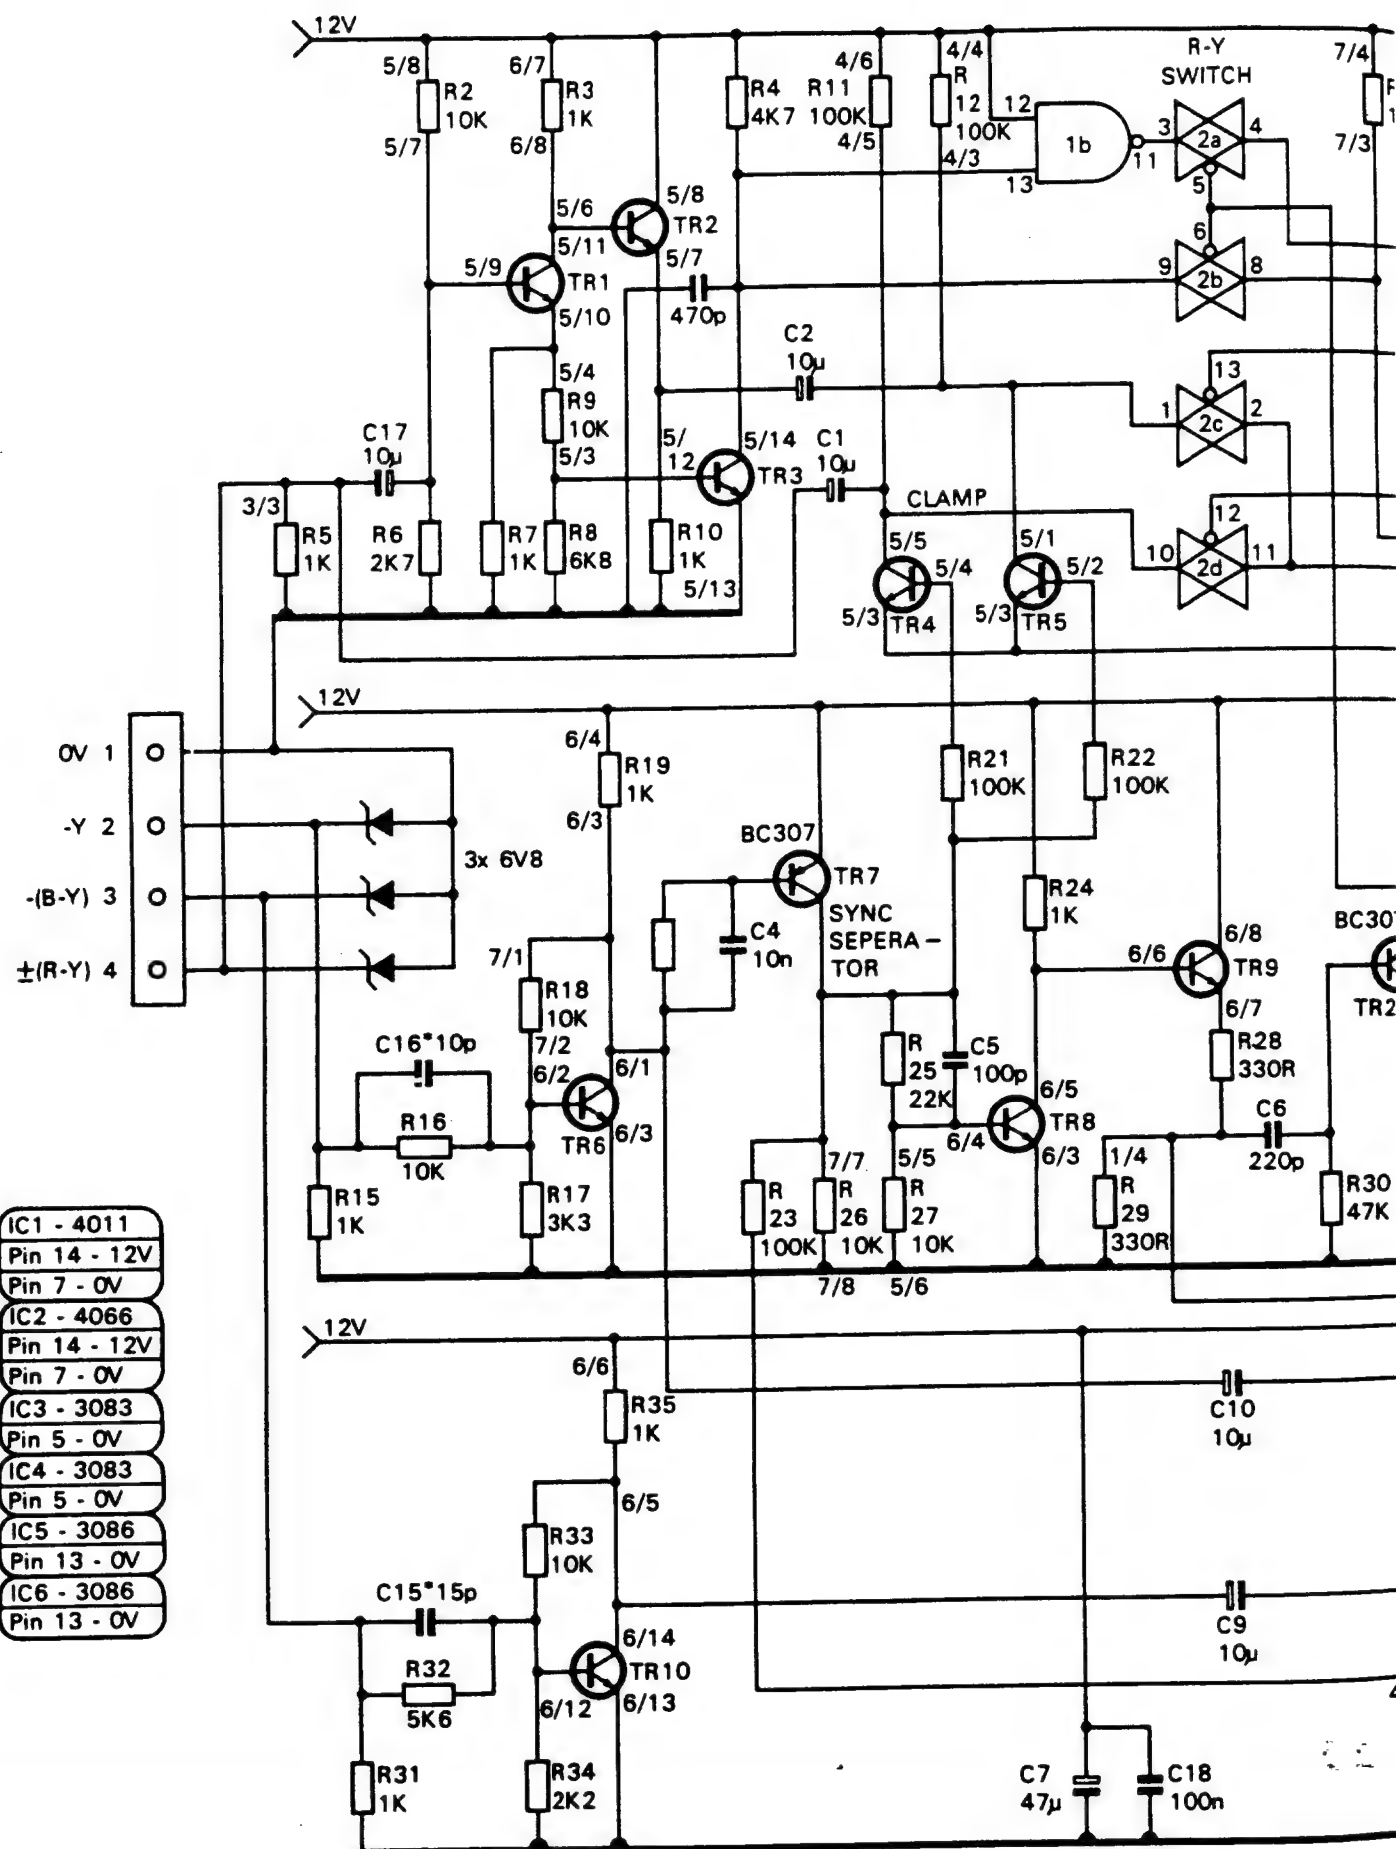 12V
5/8
R2
10K
5/7
6/7
R3
1K
6/8
R4
4K7
4/6
R11
100K
4/5
4/4
R
12
100K
4/3
12
13
1b
11
R-Y
SWITCH
3
2a
4
5
7/4
7/3
5/6
5/11
5/8
TR2
5/7
5/9
TR1
5/10
470p
6
9
2b
8
5/4
R9
10K
5/3
C2
10µ
13
1
2c
2
C17
10µ
5/
12
5/14
TR3
C1
10µ
CLAMP
3/3
R5
1K
R6
2K7
R7
1K
R8
6K8
R10
1K
5/13
5/5
5/4
5/3
TR4
5/1
5/2
5/3
TR5
12
10
2d
11
12V
0V 1
-Y 2
-(B-Y) 3
±(R-Y) 4
3x 6V8
6/4
R19
1K
6/3
BC307
TR7
SYNC
SEPERA-
TOR
R21
100K
R22
100K
C4
10n
R24
1K
7/1
R18
10K
7/2
6/2
6/1
TR6
6/3
C16*10p
R16
10K
R15
1K
R17
3K3
R
25
22K
C5
100p
6/4
6/5
TR8
6/3
6/6
6/8
TR9
6/7
R28
330R
C6
220p
BC30
TR2
R
23
100K
7/7
R
26
10K
7/8
5/5
R
27
10K
5/6
1/4
R
29
330R
R30
47K
IC1 - 4011
Pin 14 - 12V
Pin 7 - 0V
IC2 - 4066
Pin 14 - 12V
Pin 7 - 0V
IC3 - 3083
Pin 5 - 0V
IC4 - 3083
Pin 5 - 0V
IC5 - 3086
Pin 13 - 0V
IC6 - 3086
Pin 13 - 0V
12V
6/6
R35
1K
6/5
R33
10K
C10
10µ
C15*15p
R32
5K6
6/14
TR10
6/12
6/13
C9
10µ
R31
1K
R34
2K2
C7
47µ
C18
100n